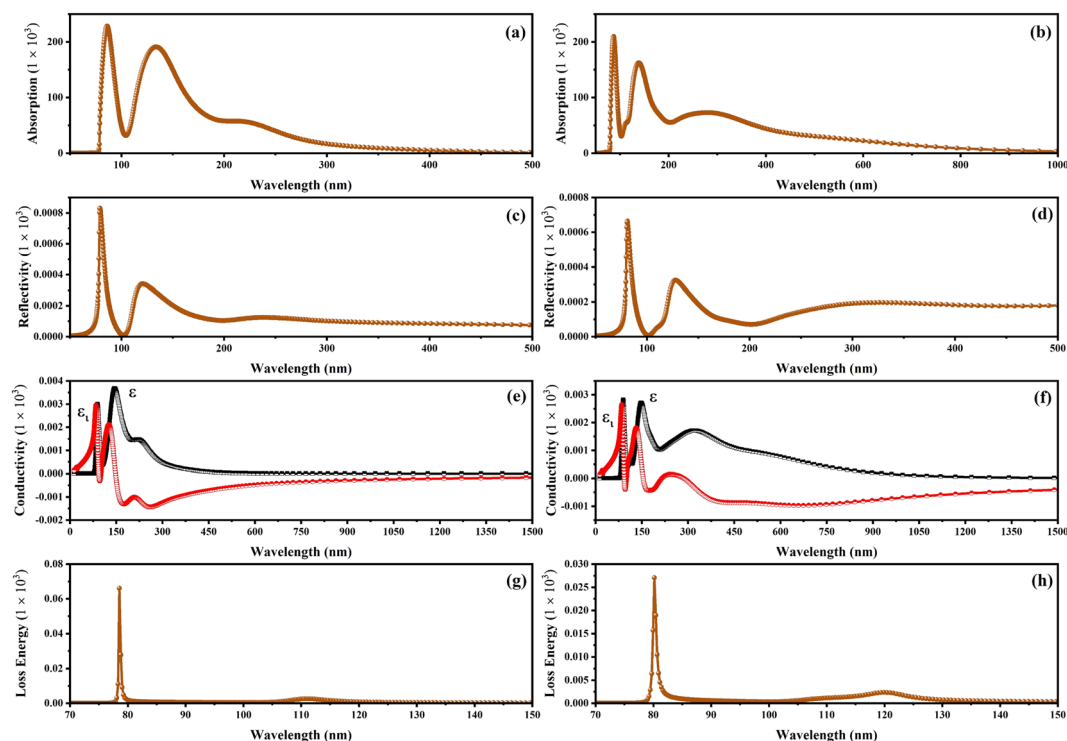 (a)
Absorption (1 × 10³)
200
100
0
100 200 300 400 500
Wavelength (nm)
(b)
Absorption (1 × 10³)
200
100
0
200 400 600 800 1000
Wavelength (nm)
(c)
Reflectivity (1 × 10³)
0.0008
0.0006
0.0004
0.0002
0.0000
100 200 300 400 500
Wavelength (nm)
(d)
Reflectivity (1 × 10³)
0.0008
0.0006
0.0004
0.0002
0.0000
100 200 300 400 500
Wavelength (nm)
(e)
ει ε
Conductivity (1 × 10³)
0.004
0.003
0.002
0.001
0.000
-0.001
-0.002
0 150 300 450 600 750 900 1050 1200 1350 1500
Wavelength (nm)
(f)
ει ε
Conductivity (1 × 10³)
0.003
0.002
0.001
0.000
-0.001
0 150 300 450 600 750 900 1050 1200 1350 1500
Wavelength (nm)
(g)
Loss Energy (1 × 10³)
0.08
0.06
0.04
0.02
0.00
70 80 90 100 110 120 130 140 150
Wavelength (nm)
(h)
Loss Energy (1 × 10³)
0.030
0.025
0.020
0.015
0.010
0.005
0.000
70 80 90 100 110 120 130 140 150
Wavelength (nm)